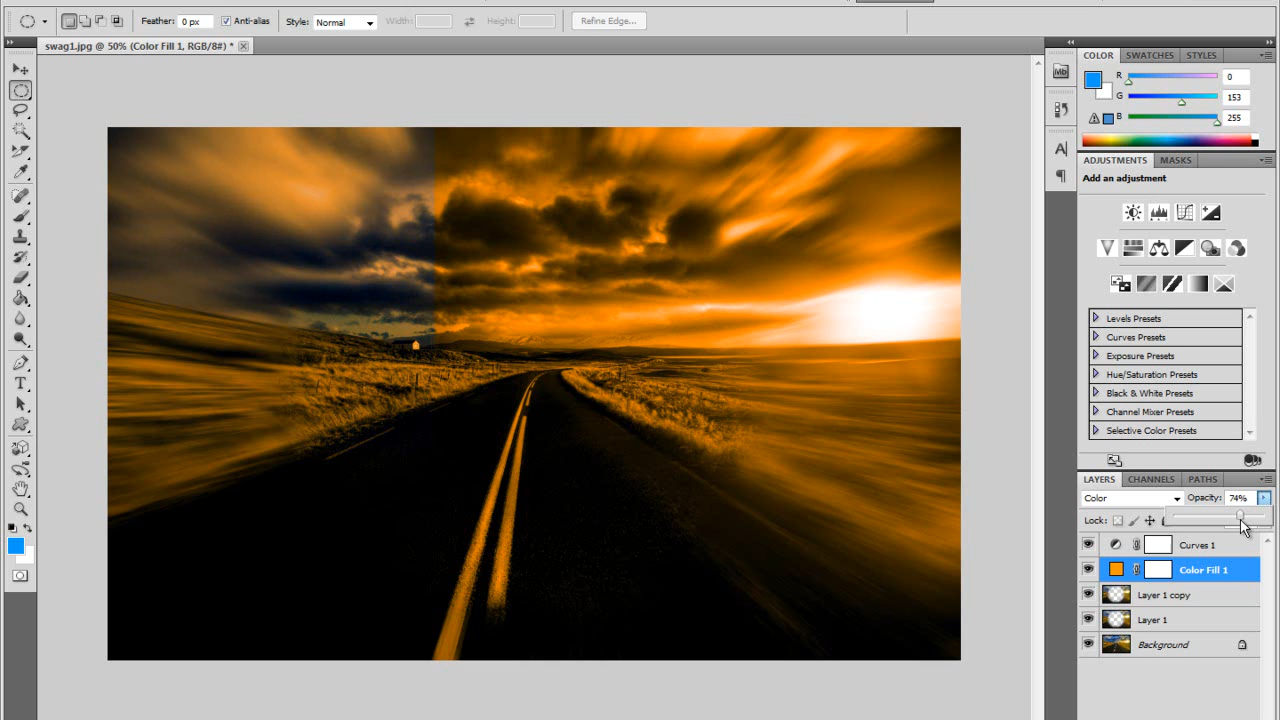 Feather: 0 px Anti-alias Style: Normal Width: Height: Refine Edge...
swag1.jpg @ 50% (Color Fill 1, RGB/8#) *
Mb
A
COLOR SWATCHES STYLES
R 0
G 153
B 255
ADJUSTMENTS MASKS
Add an adjustment
Levels Presets
Curves Presets
Exposure Presets
Hue/Saturation Presets
Black & White Presets
Channel Mixer Presets
Selective Color Presets
LAYERS CHANNELS PATHS
Color Opacity: 74%
Lock:
Curves 1
Color Fill 1
Layer 1 copy
Layer 1
Background
T